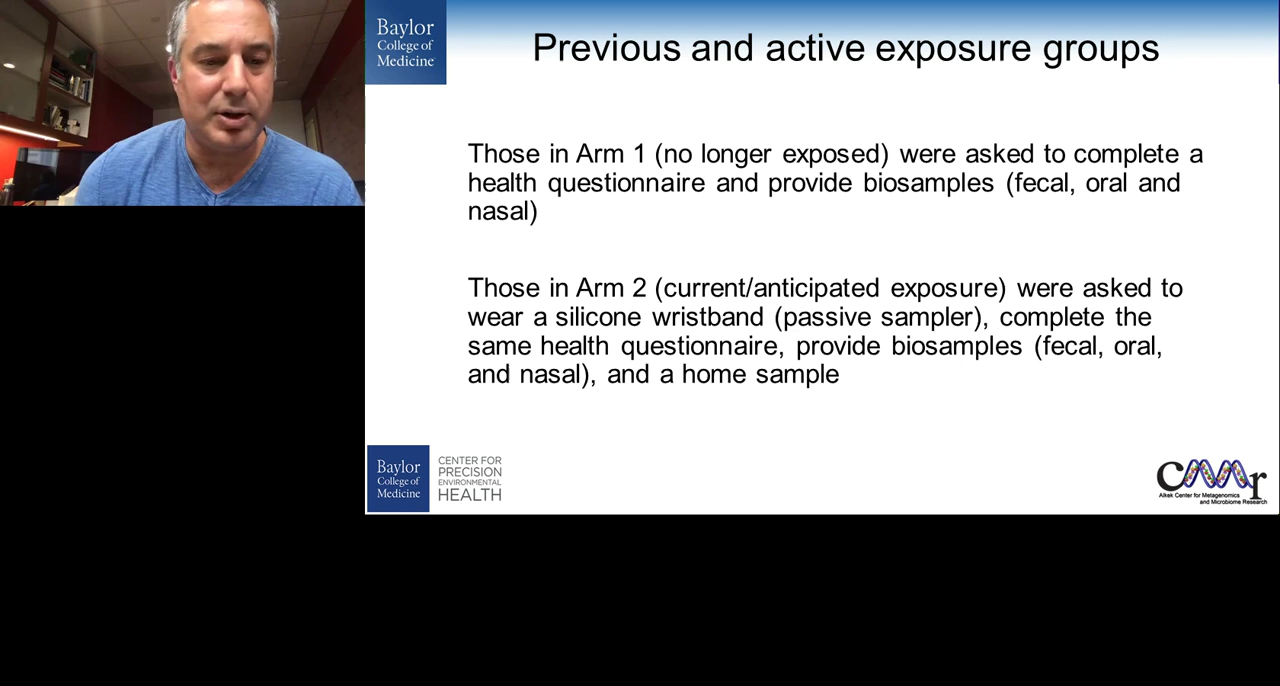 Baylor
College of
Medicine
Previous and active exposure groups
Those in Arm 1 (no longer exposed) were asked to complete a
health questionnaire and provide biosamples (fecal, oral and
nasal)
Those in Arm 2 (current/anticipated exposure) were asked to
wear a silicone wristband (passive sampler), complete the
same health questionnaire, provide biosamples (fecal, oral,
and nasal), and a home sample
Baylor
College of
Medicine
CENTER FOR
PRECISION
ENVIRONMENTAL
HEALTH
CMMr
Alkek Center for Metagenomics
and Microbiome Research